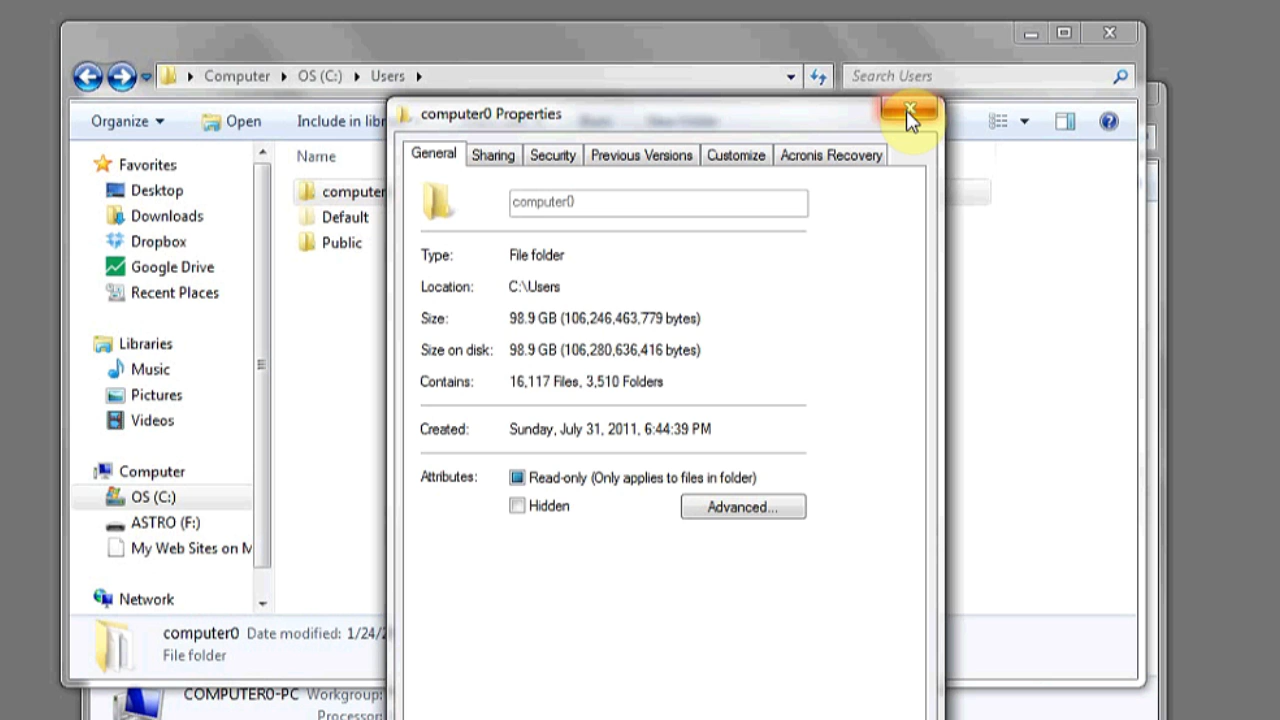 Computer OS (C:) Users
Search Users
Organize Open Include in libr
Name
Favorites
Desktop
Downloads
Dropbox
Google Drive
Recent Places
Libraries
Music
Pictures
Videos
Computer
OS (C:)
ASTRO (F:)
My Web Sites on M
Network
computer
Default
Public
computer0 Date modified: 1/24/2
File folder
COMPUTER0-PC Workgroup:
Processor:
computer0 Properties
General Sharing Security Previous Versions Customize Acronis Recovery
computer0
Type: File folder
Location: C:\Users
Size: 98.9 GB (106,246,463,779 bytes)
Size on disk: 98.9 GB (106,280,636,416 bytes)
Contains: 16,117 Files, 3,510 Folders
Created: Sunday, July 31, 2011, 6:44:39 PM
Attributes: Read-only (Only applies to files in folder)
Hidden Advanced...